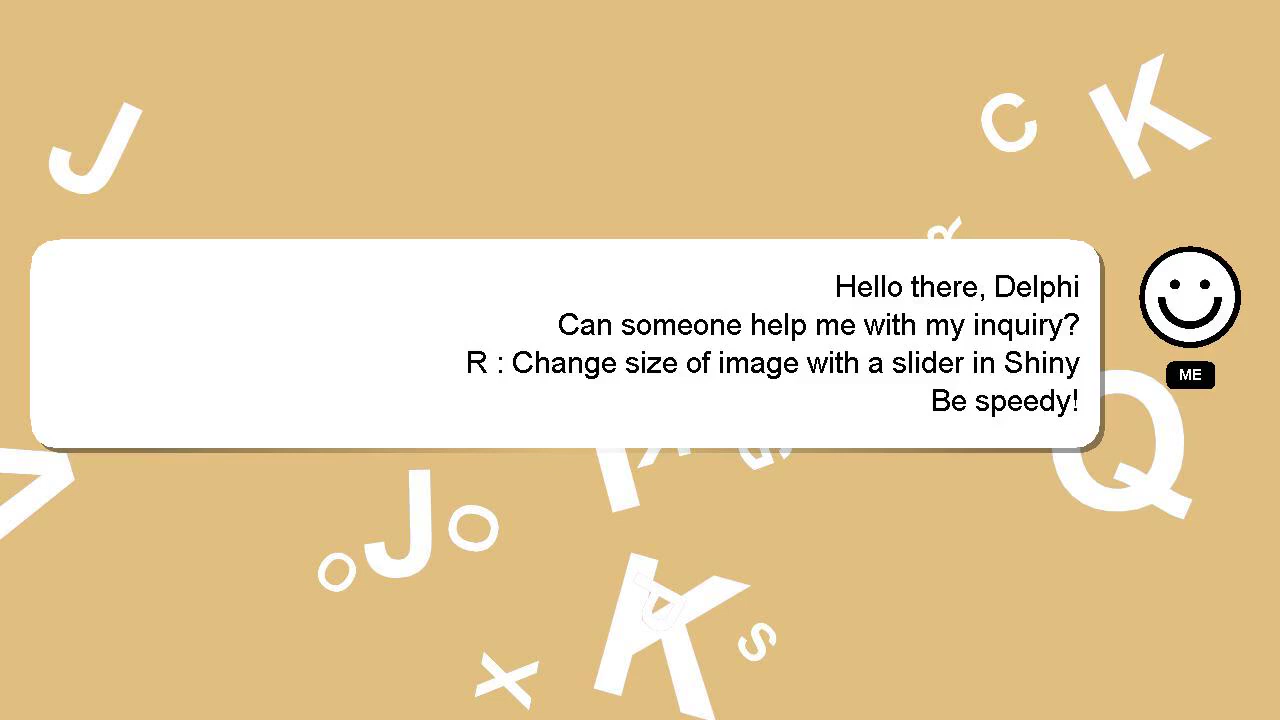 J
C
K
R
Hello there, Delphi
Can someone help me with my inquiry?
R : Change size of image with a slider in Shiny
Be speedy!
ME
Q
J
O
O
K
S
X